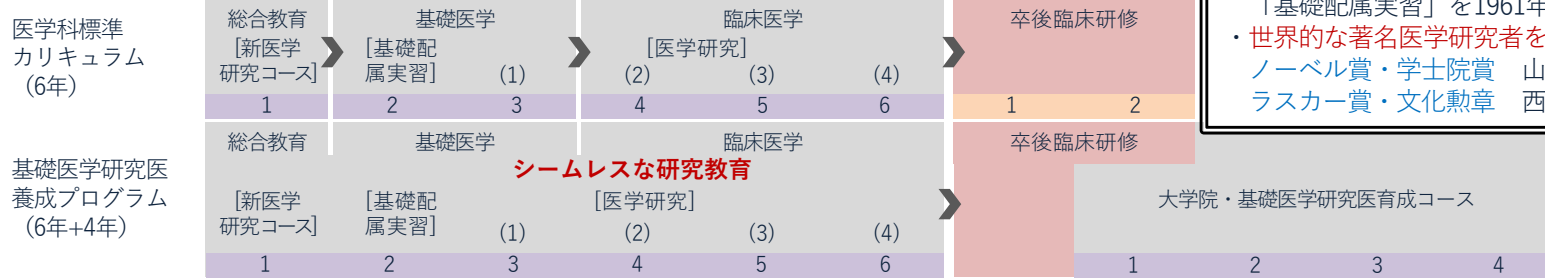 「基礎配属実習」を1961年
・世界的な著名医学研究者を
ノーベル賞・学士院賞 山
ラスカー賞・文化勲章 西
医学科標準
カリキュラム
(6年)
総合教育 基礎医学 臨床医学 卒後臨床研修
[新医学 [基礎配 [医学研究]
研究コース] 属実習] (1) (2) (3) (4)
1 2 3 4 5 6 1 2
基礎医学研究医
養成プログラム
(6年+4年)
総合教育 基礎医学 臨床医学 卒後臨床研修
シームレスな研究教育
[新医学 [基礎配 [医学研究] 大学院・基礎医学研究医育成コース
研究コース] 属実習] (1) (2) (3) (4)
1 2 3 4 5 6 1 2 3 4